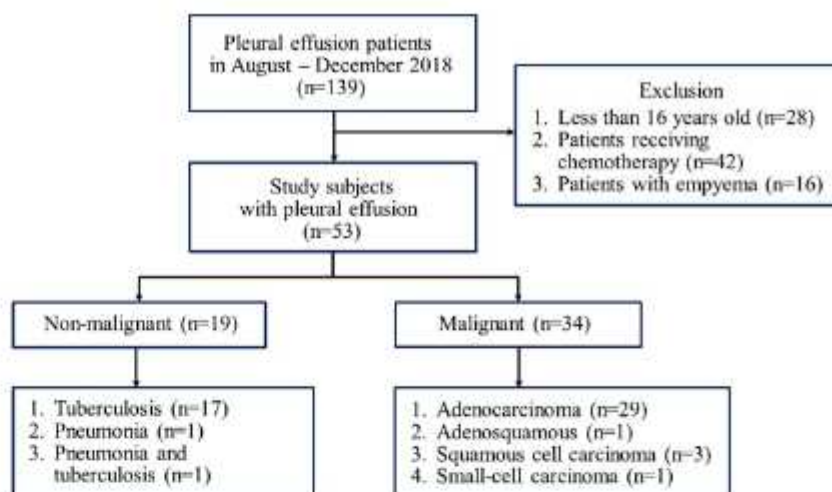 Pleural effusion patients
in August – December 2018
(n=139)
Exclusion
1. Less than 16 years old (n=28)
2. Patients receiving
chemotherapy (n=42)
3. Patients with empyema (n=16)
Study subjects
with pleural effusion
(n=53)
Non-malignant (n=19)
Malignant (n=34)
1. Tuberculosis (n=17)
2. Pneumonia (n=1)
3. Pneumonia and
tuberculosis (n=1)
1. Adenocarcinoma (n=29)
2. Adenosquamous (n=1)
3. Squamous cell carcinoma (n=3)
4. Small-cell carcinoma (n=1)